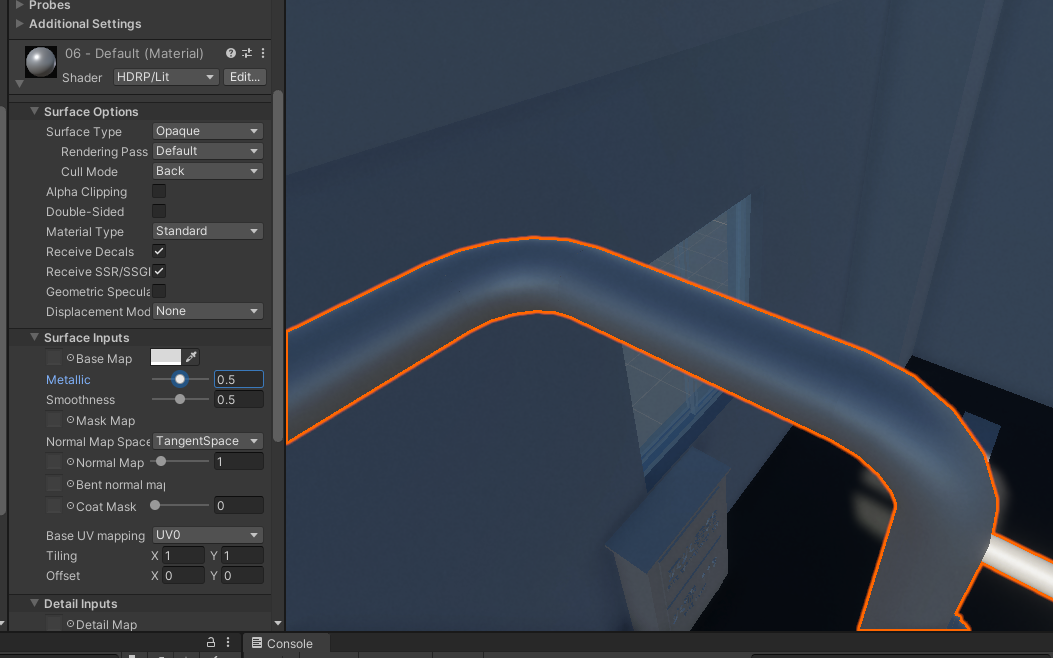 Probes
Additional Settings
06 - Default (Material)
Shader HDRP/Lit Edit...
Surface Options
Surface Type Opaque
Rendering Pass Default
Cull Mode Back
Alpha Clipping
Double-Sided
Material Type Standard
Receive Decals
Receive SSR/SSGI
Geometric Specula
Displacement Mod None
Surface Inputs
Base Map
Metallic 0.5
Smoothness 0.5
Mask Map
Normal Map Space TangentSpace
Normal Map 1
Bent normal map
Coat Mask 0
Base UV mapping UV0
Tiling X 1 Y 1
Offset X 0 Y 0
Detail Inputs
Detail Map
Console